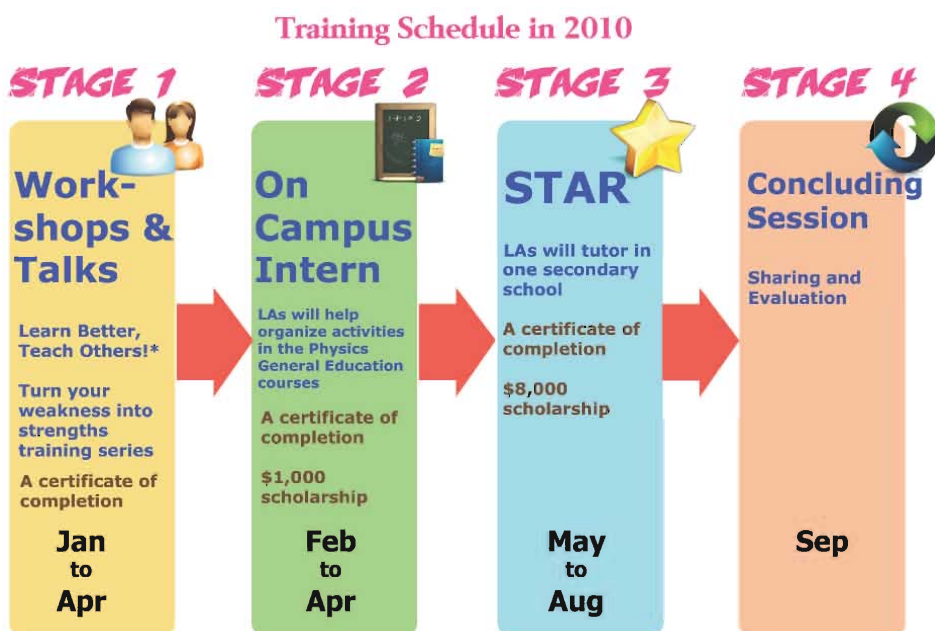 Training Schedule in 2010
STAGE 1
Work-
shops &
Talks
Learn Better,
Teach Others!*
Turn your
weakness into
strengths
training series
A certificate of
completion
Jan
to
Apr
STAGE 2
On
Campus
Intern
LAs will help
organize activities
in the Physics
General Education
courses
A certificate of
completion
$1,000
scholarship
Feb
to
Apr
STAGE 3
STAR
LAs will tutor in
one secondary
school
A certificate of
completion
$8,000
scholarship
May
to
Aug
STAGE 4
Concluding
Session
Sharing and
Evaluation
Sep